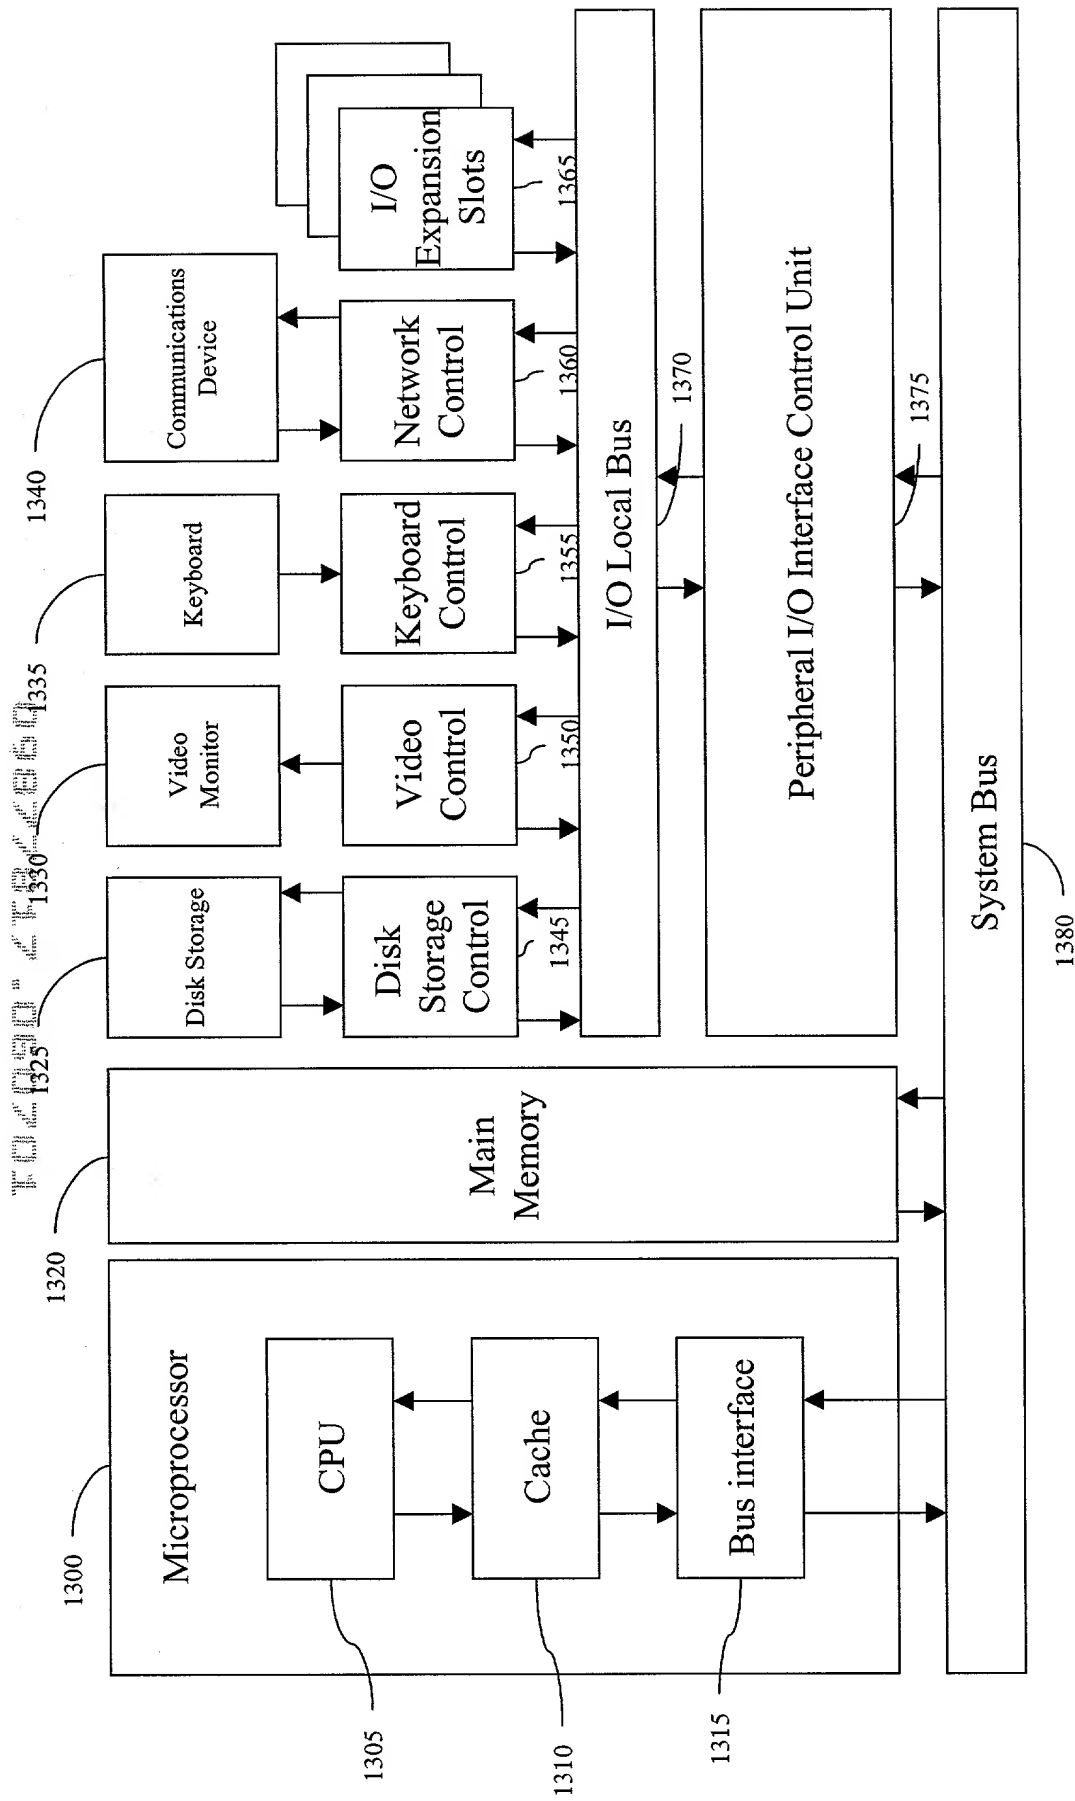 1300
Microprocessor
CPU
1305
Cache
1310
Bus interface
1315
1320
Main
Memory
1325
Disk Storage
Disk
Storage
Control
1345
1330
Video
Monitor
Video
Control
1350
1335
Keyboard
Keyboard
Control
1355
1340
Communications
Device
Network
Control
1360
I/O
Expansion
Slots
1365
I/O Local Bus
1370
Peripheral I/O Interface Control Unit
1375
System Bus
1380